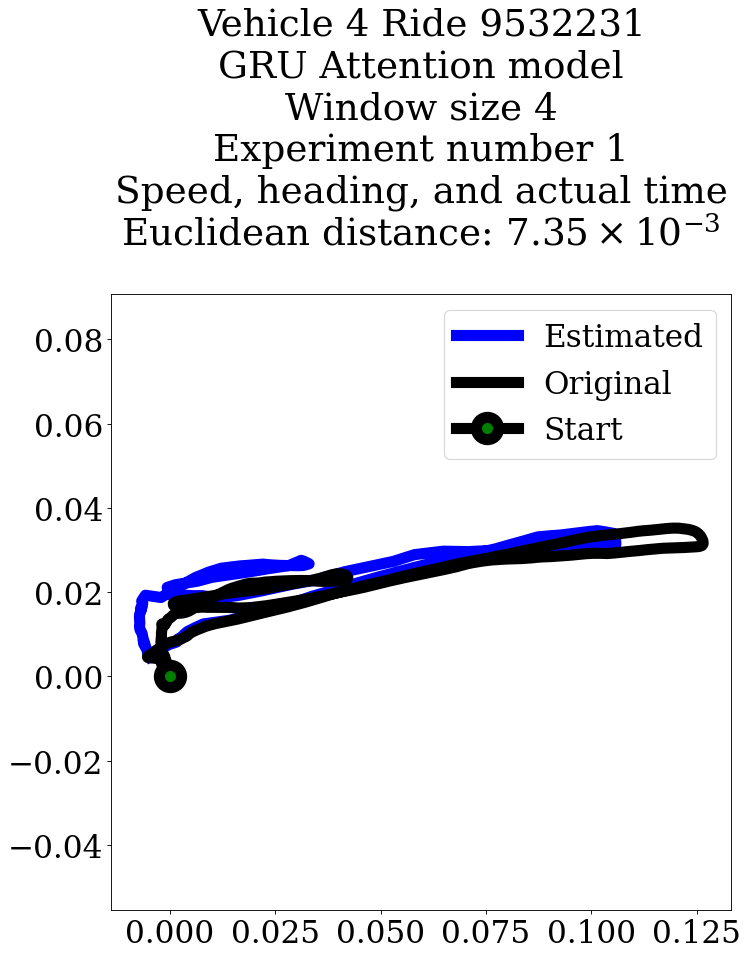 Vehicle 4 Ride 9532231
GRU Attention model
Window size 4
Experiment number 1
Speed, heading, and actual time
Euclidean distance: 7.35 × 10⁻³
Estimated
Original
Start
0.08
0.06
0.04
0.02
0.00
−0.02
−0.04
0.000 0.025 0.050 0.075 0.100 0.125